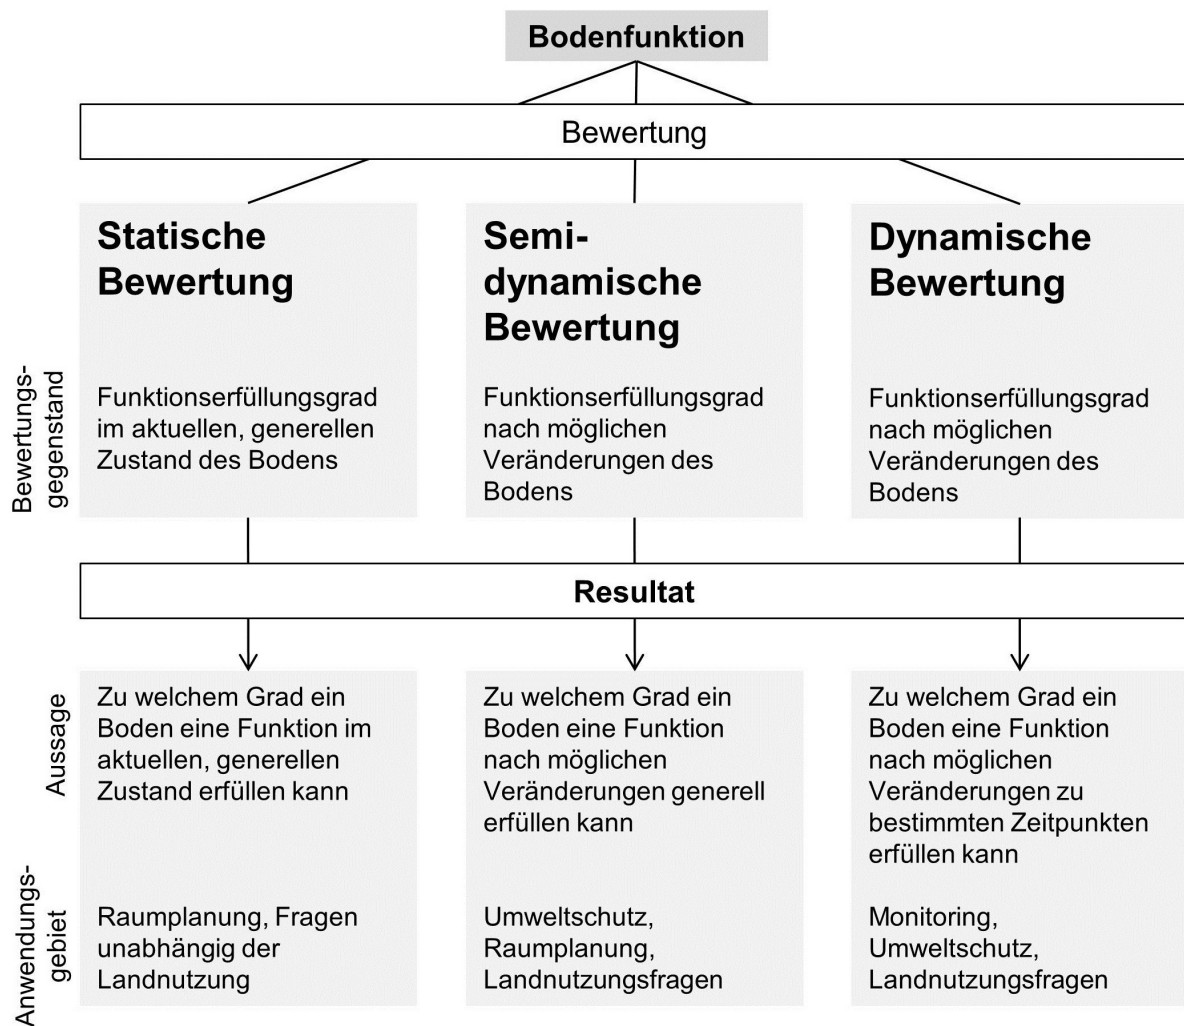 Bodenfunktion
Bewertung
Statische
Bewertung
Semi-
dynamische
Bewertung
Dynamische
Bewertung
Bewertungs-
gegenstand
Funktionserfüllungsgrad
im aktuellen, generellen
Zustand des Bodens
Funktionserfüllungsgrad
nach möglichen
Veränderungen des
Bodens
Funktionserfüllungsgrad
nach möglichen
Veränderungen des
Bodens
Resultat
Aussage
Zu welchem Grad ein
Boden eine Funktion im
aktuellen, generellen
Zustand erfüllen kann
Zu welchem Grad ein
Boden eine Funktion
nach möglichen
Veränderungen generell
erfüllen kann
Zu welchem Grad ein
Boden eine Funktion
nach möglichen
Veränderungen zu
bestimmten Zeitpunkten
erfüllen kann
Anwendungs-
gebiet
Raumplanung, Fragen
unabhängig der
Landnutzung
Umweltschutz,
Raumplanung,
Landnutzungsfragen
Monitoring,
Umweltschutz,
Landnutzungsfragen